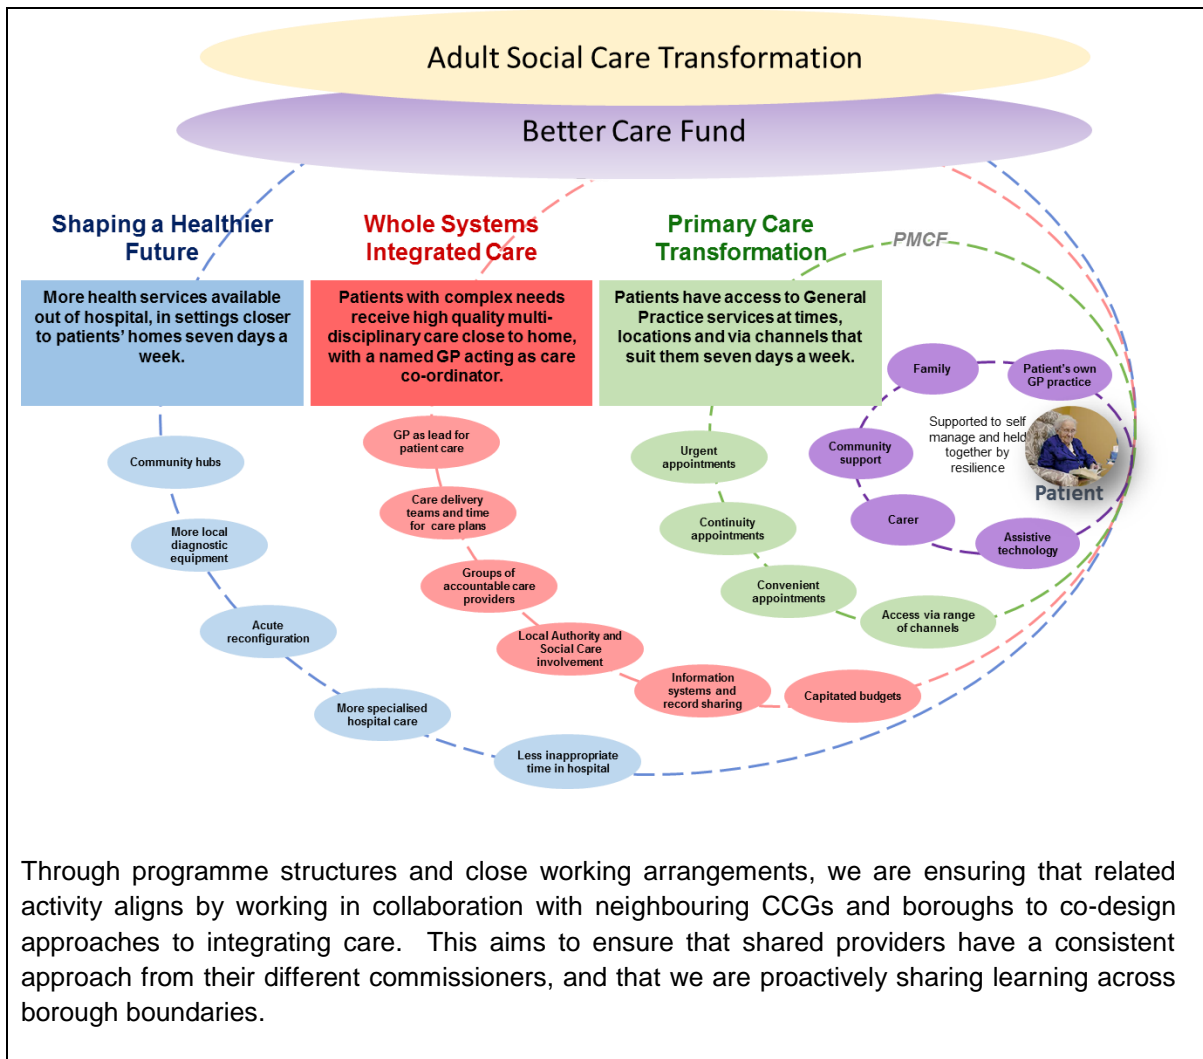 Adult Social Care Transformation
Better Care Fund
Shaping a Healthier
Future
More health services available
out of hospital, in settings closer
to patients’ homes seven days a
week.
Community hubs
More local
diagnostic
equipment
Acute
reconfiguration
More specialised
hospital care
Less inappropriate
time in hospital
Whole Systems
Integrated Care
Patients with complex needs
receive high quality multi-
disciplinary care close to home,
with a named GP acting as care
co-ordinator.
GP as lead for
patient care
Care delivery
teams and time
for care plans
Groups of
accountable care
providers
Local Authority and
Social Care
involvement
Information
systems and
record sharing
Capitated budgets
Primary Care
Transformation
PMCF
Patients have access to General
Practice services at times,
locations and via channels that
suit them seven days a week.
Urgent
appointments
Continuity
appointments
Convenient
appointments
Access via range
of channels
Family
Patient's own
GP practice
Community
support
Supported to self
manage and held
together by
resilience
Patient
Carer
Assistive
technology
Through programme structures and close working arrangements, we are ensuring that related
activity aligns by working in collaboration with neighbouring CCGs and boroughs to co-design
approaches to integrating care.  This aims to ensure that shared providers have a consistent
approach from their different commissioners, and that we are proactively sharing learning across
borough boundaries.